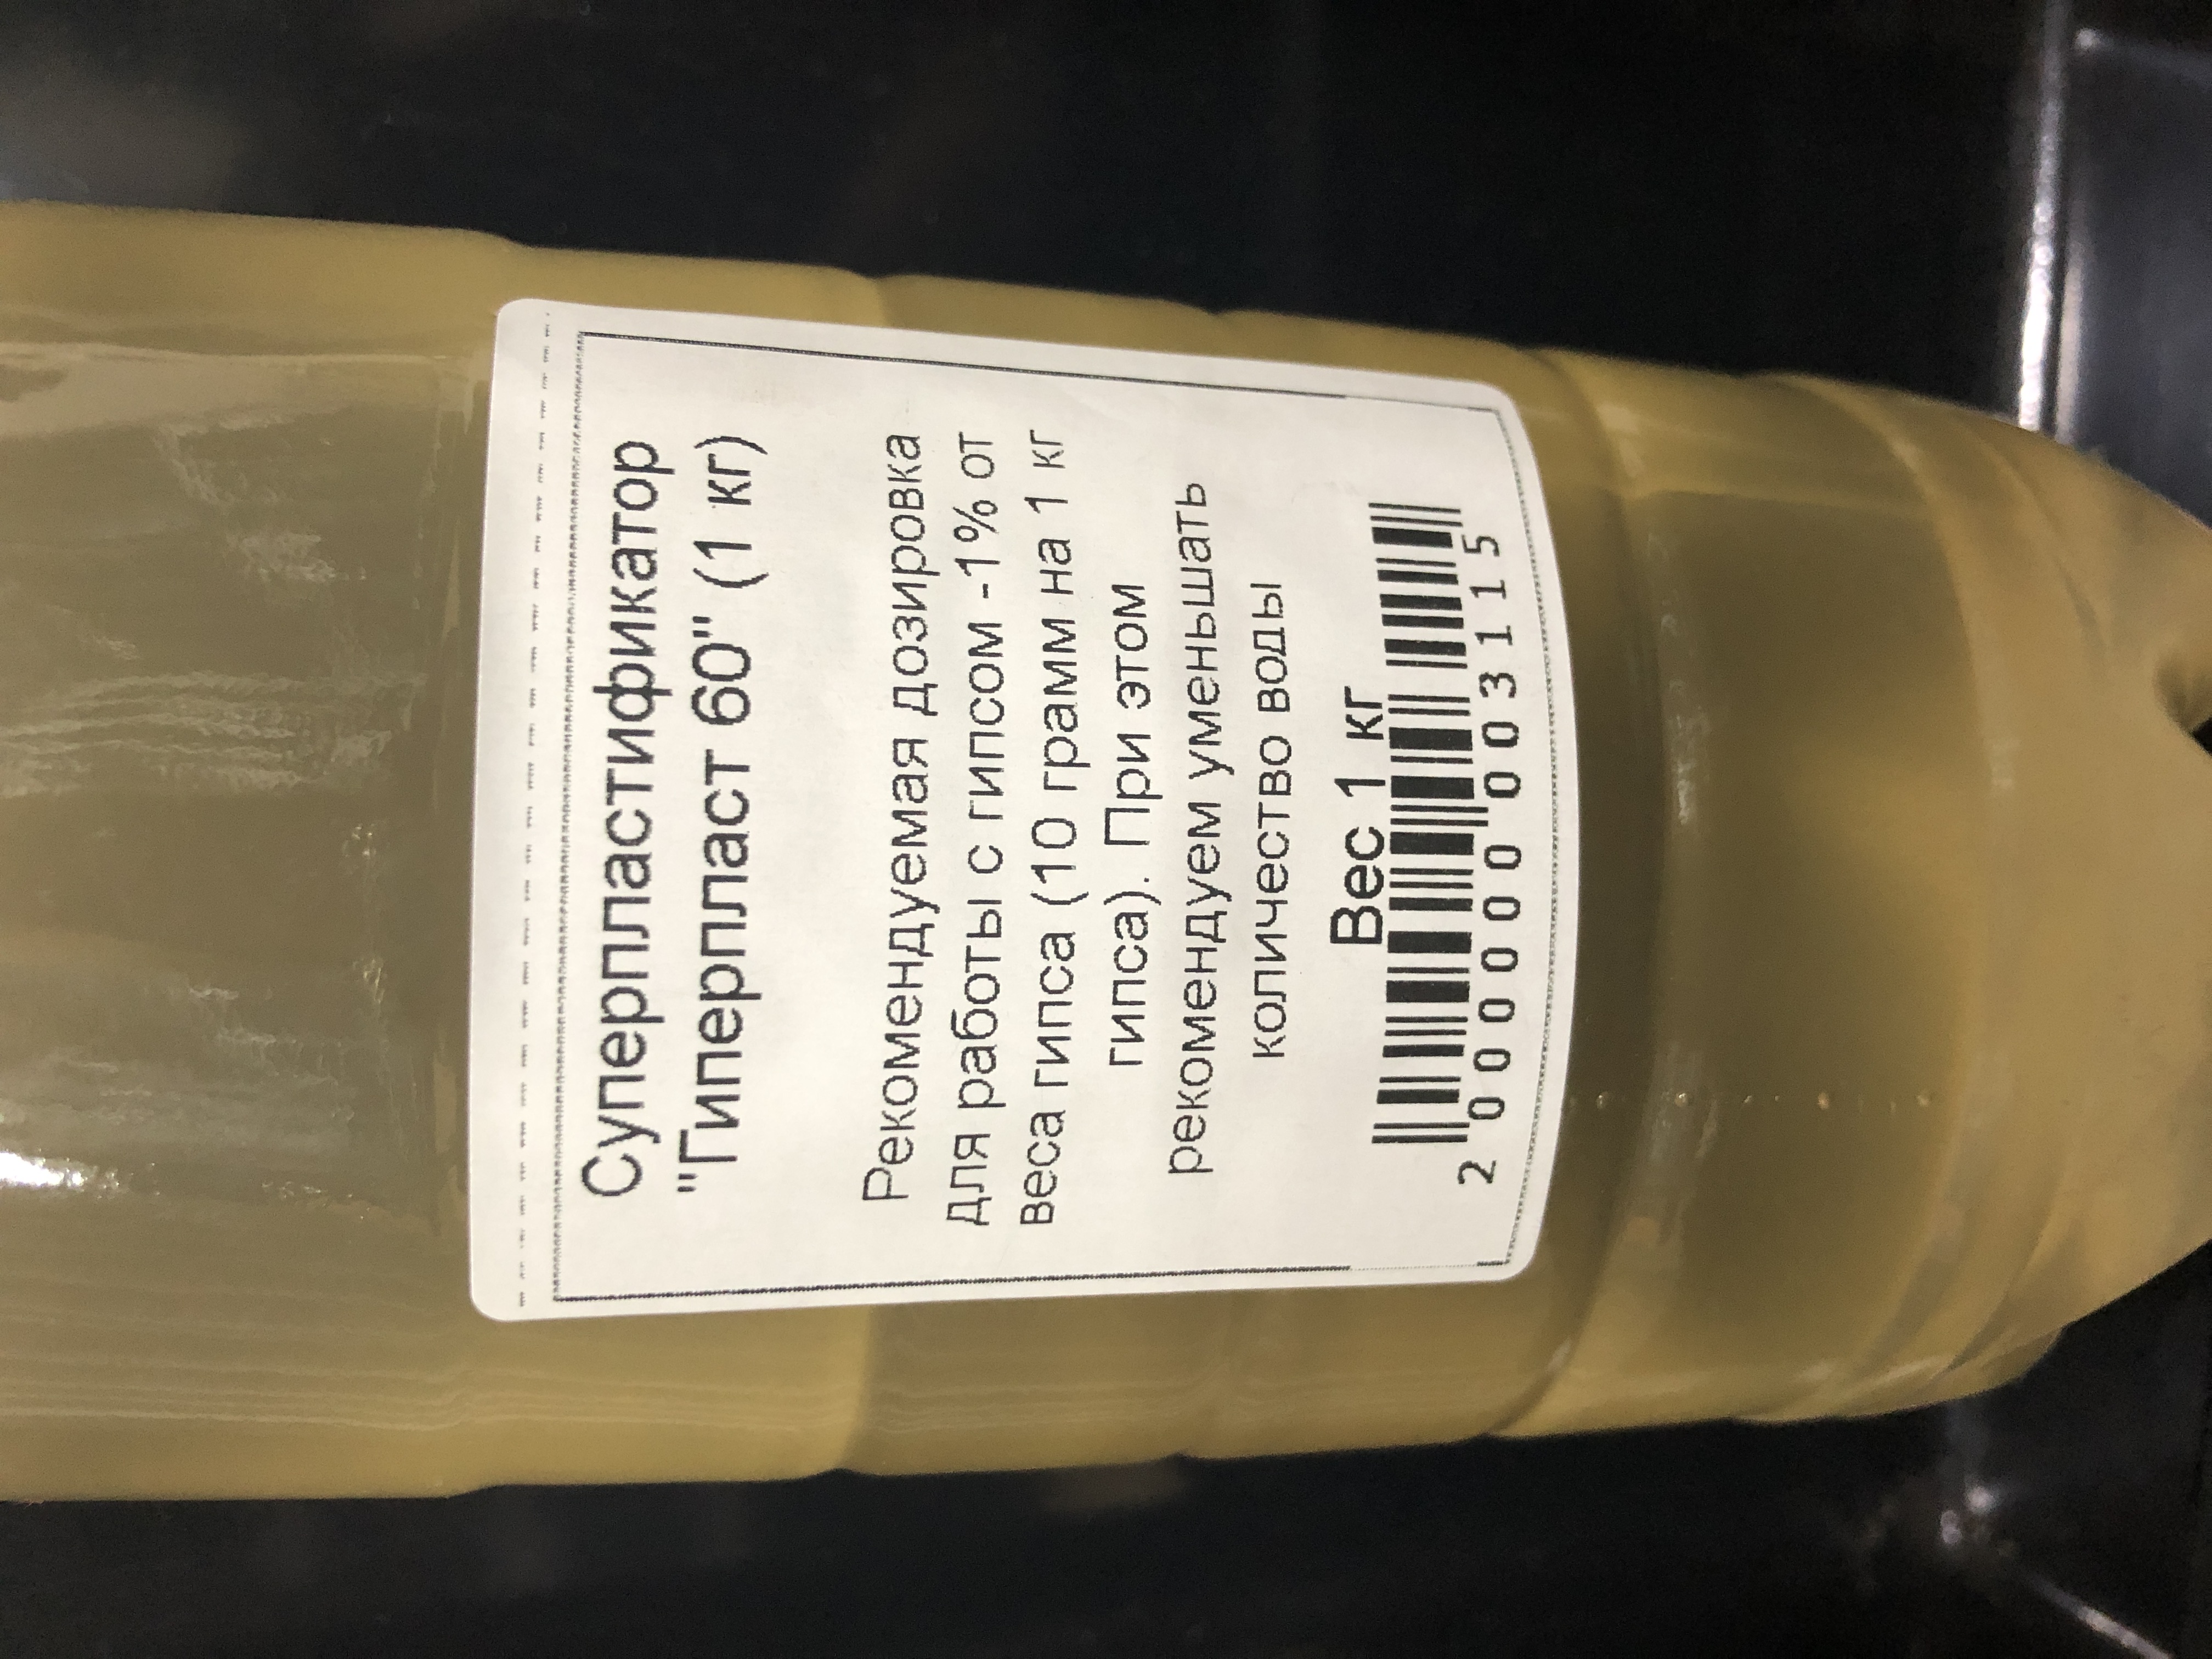 Суперпластификатор
"Гиперпласт 60" (1 кг)
Рекомендуемая дозировка
для работы с гипсом -1% от
веса гипса (10 грамм на 1 кг
гипса). При этом
рекомендуем уменьшать
количество воды
Вес 1 кг
2 000000 003115